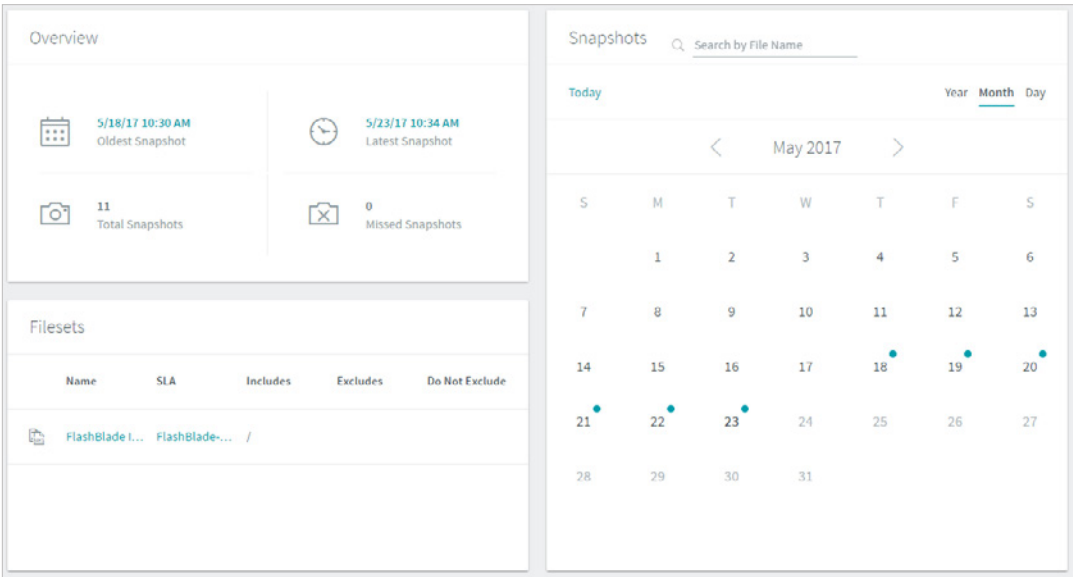 Overview
5/18/17 10:30 AM
Oldest Snapshot
5/23/17 10:34 AM
Latest Snapshot
11
Total Snapshots
0
Missed Snapshots
Filesets
Name SLA Includes Excludes Do Not Exclude
FlashBlade I... FlashBlade-... /
Snapshots Search by File Name
Today Year Month Day
May 2017
S M T W T F S
1 2 3 4 5 6
7 8 9 10 11 12 13
14 15 16 17 18 19 20
21 22 23 24 25 26 27
28 29 30 31